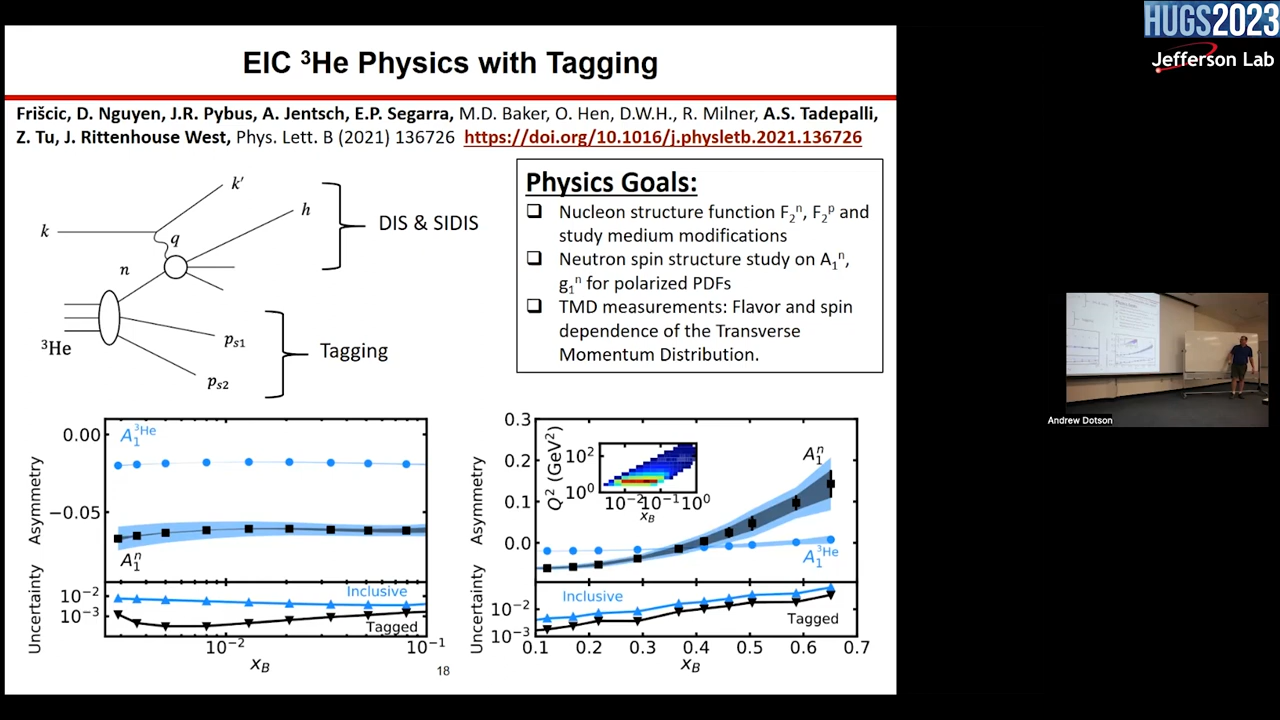 HUGS2023
Jefferson Lab
EIC ³He Physics with Tagging
Friščic, D. Nguyen, J.R. Pybus, A. Jentsch, E.P. Segarra, M.D. Baker, O. Hen, D.W.H., R. Milner, A.S. Tadepalli,
Z. Tu, J. Rittenhouse West, Phys. Lett. B (2021) 136726 https://doi.org/10.1016/j.physletb.2021.136726
k
k′
q
h
n
³He
p_s1
p_s2
DIS & SIDIS
Tagging
Physics Goals:
Nucleon structure function F₂ⁿ, F₂ᵖ and
study medium modifications
Neutron spin structure study on A₁ⁿ,
g₁ⁿ for polarized PDFs
TMD measurements: Flavor and spin
dependence of the Transverse
Momentum Distribution.
Asymmetry
0.00
−0.05
A₁³He
A₁ⁿ
Uncertainty
10⁻²
10⁻³
Inclusive
Tagged
10⁻²
10⁻¹
x_B
18
Asymmetry
0.3
0.2
0.1
0.0
Q² (GeV²)
10²
10⁰
10⁻² 10⁻¹ 10⁰
x_B
A₁ⁿ
A₁³He
Uncertainty
10⁻²
10⁻³
Inclusive
Tagged
0.1 0.2 0.3 0.4 0.5 0.6 0.7
x_B
Andrew Dotson